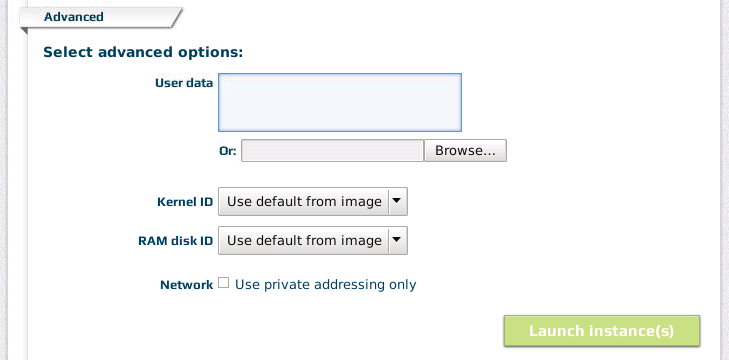 Advanced
Select advanced options:
User data
Or: Browse...
Kernel ID Use default from image
RAM disk ID Use default from image
Network Use private addressing only
Launch instance(s)